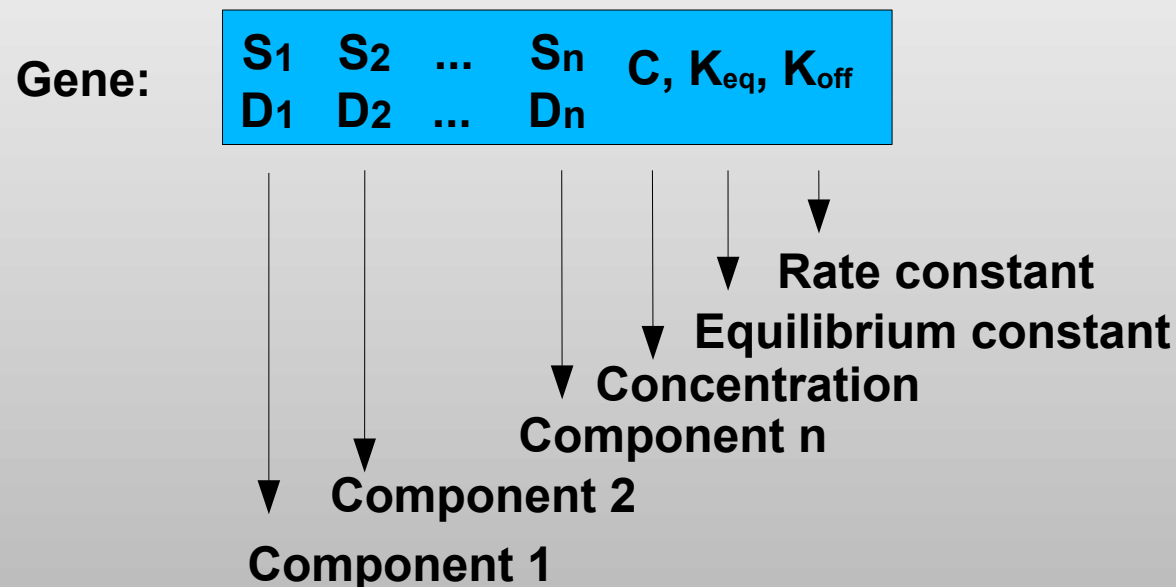 Gene:
S1 S2 ... Sn C, Keq, Koff
D1 D2 ... Dn
Rate constant
Equilibrium constant
Concentration
Component n
Component 2
Component 1